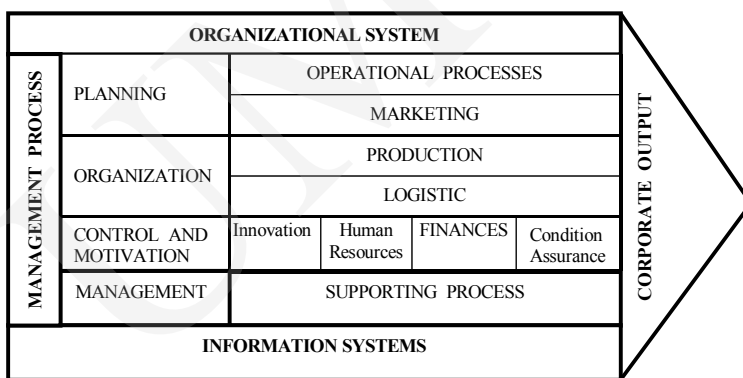 ORGANIZATIONAL SYSTEM
MANAGEMENT PROCESS
PLANNING
OPERATIONAL PROCESSES
MARKETING
ORGANIZATION
PRODUCTION
LOGISTIC
CONTROL AND
MOTIVATION
Innovation
Human
Resources
FINANCES
Condition
Assurance
MANAGEMENT
SUPPORTING PROCESS
INFORMATION SYSTEMS
CORPORATE OUTPUT